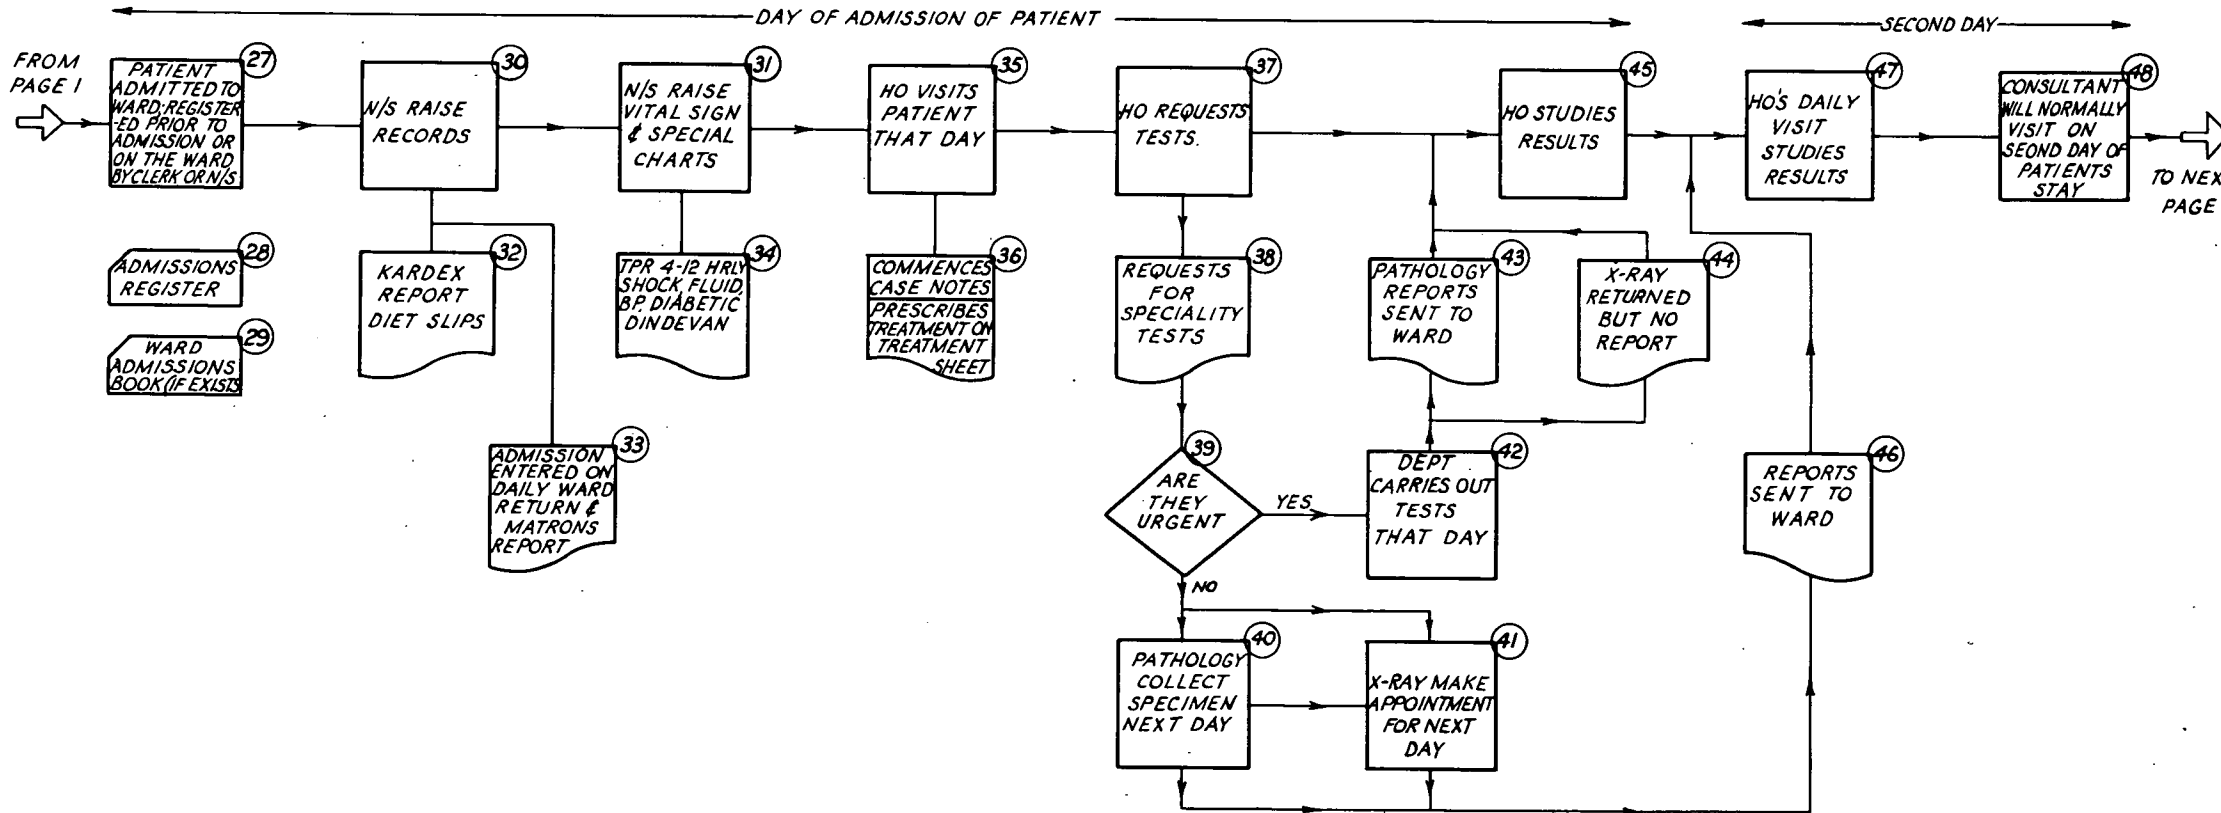 DAY OF ADMISSION OF PATIENT
SECOND DAY
FROM
PAGE 1
27
PATIENT
ADMITTED TO
WARD;REGISTER
-ED PRIOR TO
ADMISSION OR
ON THE WARD
BY CLERK OR N/S
28
ADMISSIONS
REGISTER
29
WARD
ADMISSIONS
BOOK (IF EXISTS
30
N/S RAISE
RECORDS
32
KARDEX
REPORT
DIET SLIPS
33
ADMISSION
ENTERED ON
DAILY WARD
RETURN &
MATRONS
REPORT
31
N/S RAISE
VITAL SIGN
& SPECIAL
CHARTS
34
TPR 4-12 HRLY
SHOCK, FLUID,
BP, DIABETIC
DINDEVAN
35
HO VISITS
PATIENT
THAT DAY
36
COMMENCES
CASE NOTES
PRESCRIBES
TREATMENT ON
TREATMENT
SHEET
37
HO REQUESTS
TESTS.
38
REQUESTS
FOR
SPECIALITY
TESTS
39
ARE
THEY
URGENT
YES
NO
40
PATHOLOGY
COLLECT
SPECIMEN
NEXT DAY
41
X-RAY MAKE
APPOINTMENT
FOR NEXT
DAY
42
DEPT
CARRIES OUT
TESTS
THAT DAY
43
PATHOLOGY
REPORTS
SENT TO
WARD
44
X-RAY
RETURNED
BUT NO
REPORT
45
HO STUDIES
RESULTS
46
REPORTS
SENT TO
WARD
47
HO'S DAILY
VISIT
STUDIES
RESULTS
48
CONSULTANT
WILL NORMALLY
VISIT ON
SEOND DAY OF
PATIENTS
STAY
TO NEX
PAGE